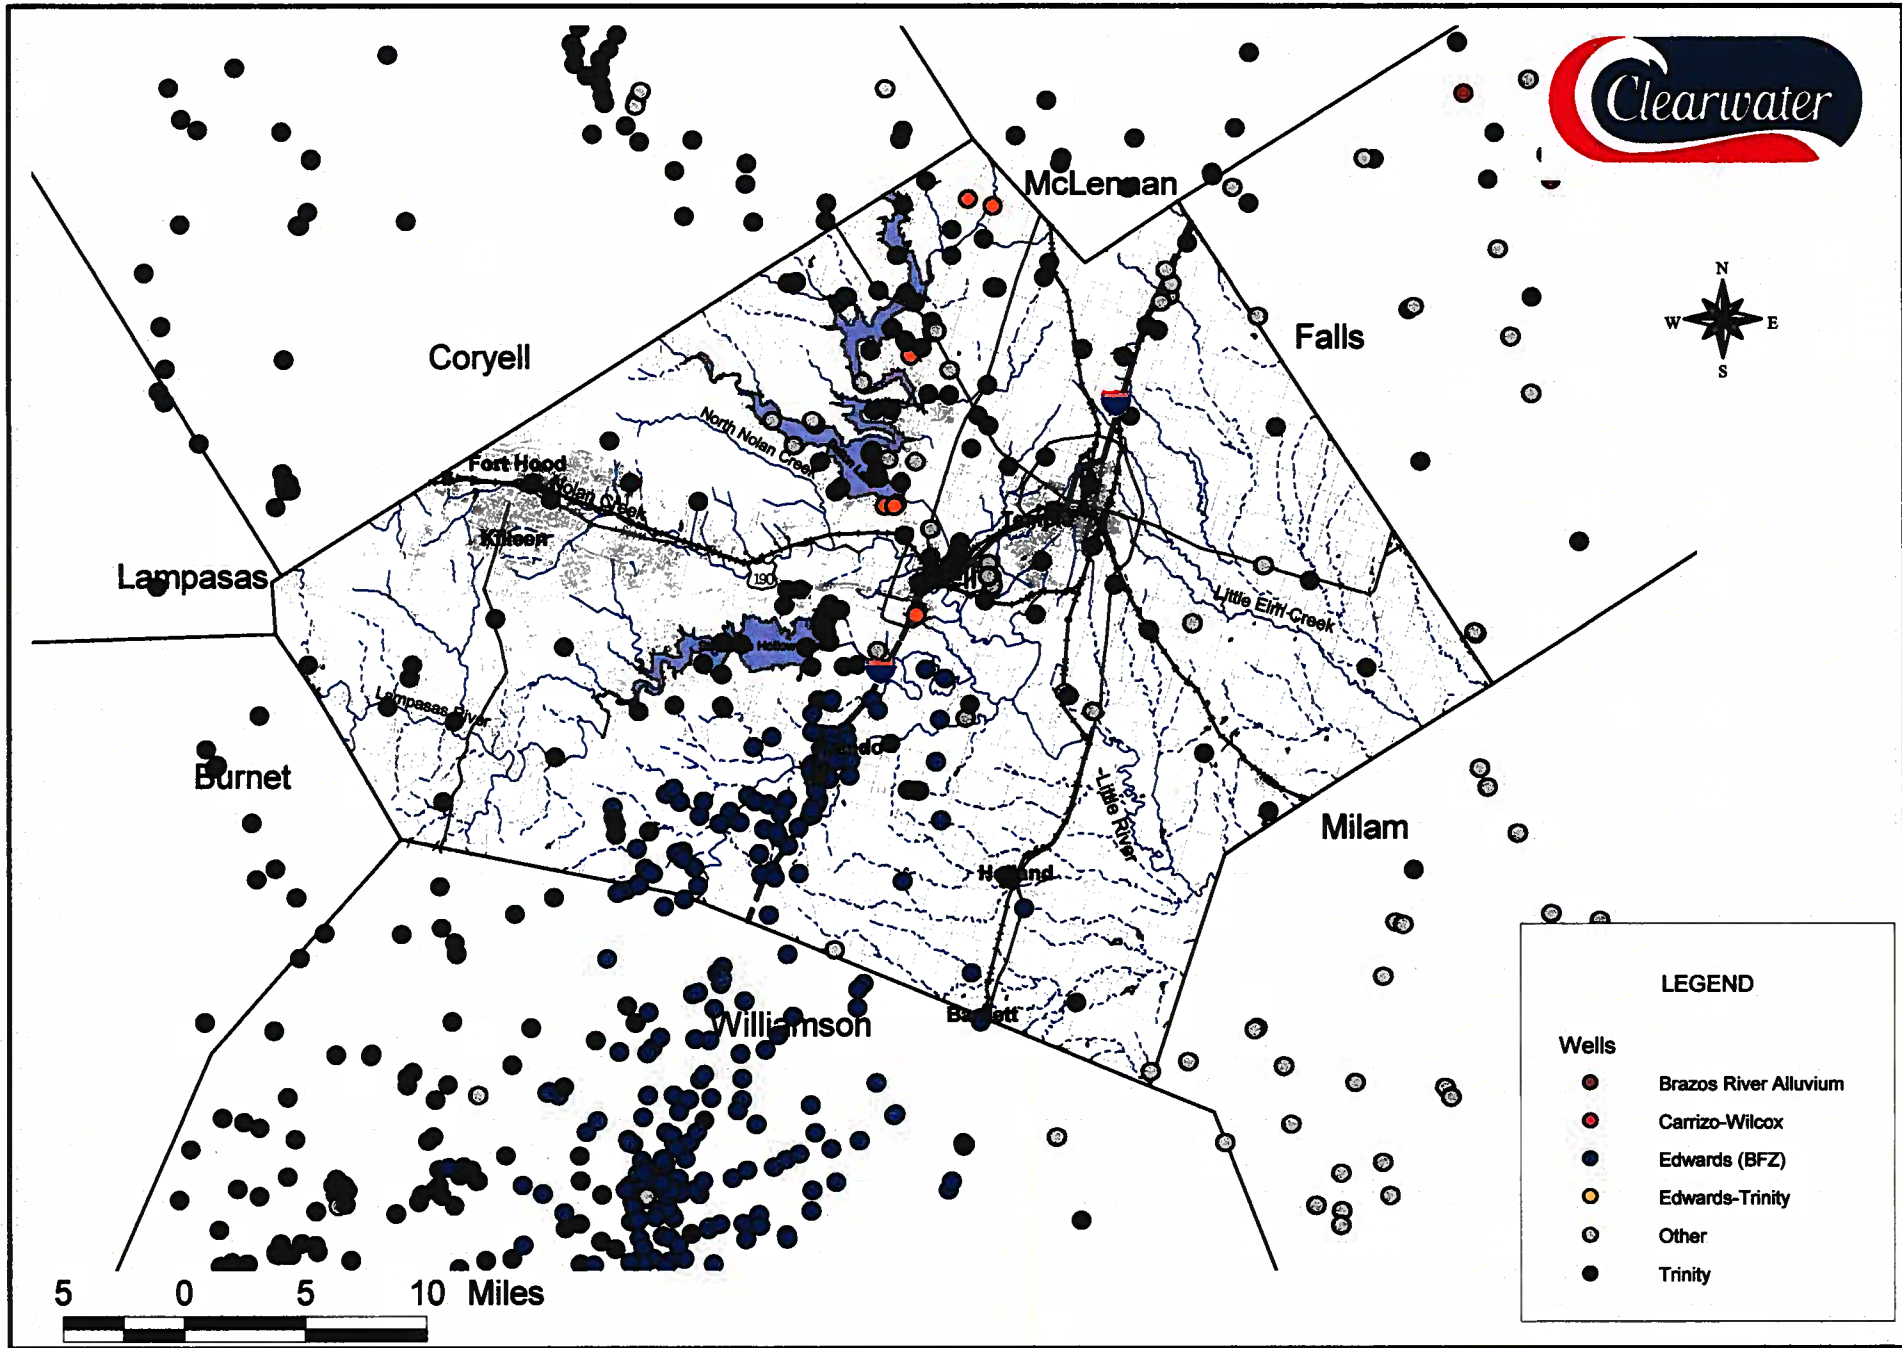 Clearwater
McLennan
N
W E
S
Falls
Coryell
North Nolan Creek
Fort Hood
Nolan Creek
Killeen
Temple
190
Lampasas
Little Elm Creek
Hollow
Lampasas River
Burnet
Little River
Milam
Holland
Bartlett
Williamson
LEGEND
Wells
Brazos River Alluvium
Carrizo-Wilcox
Edwards (BFZ)
Edwards-Trinity
Other
Trinity
5 0 5 10 Miles